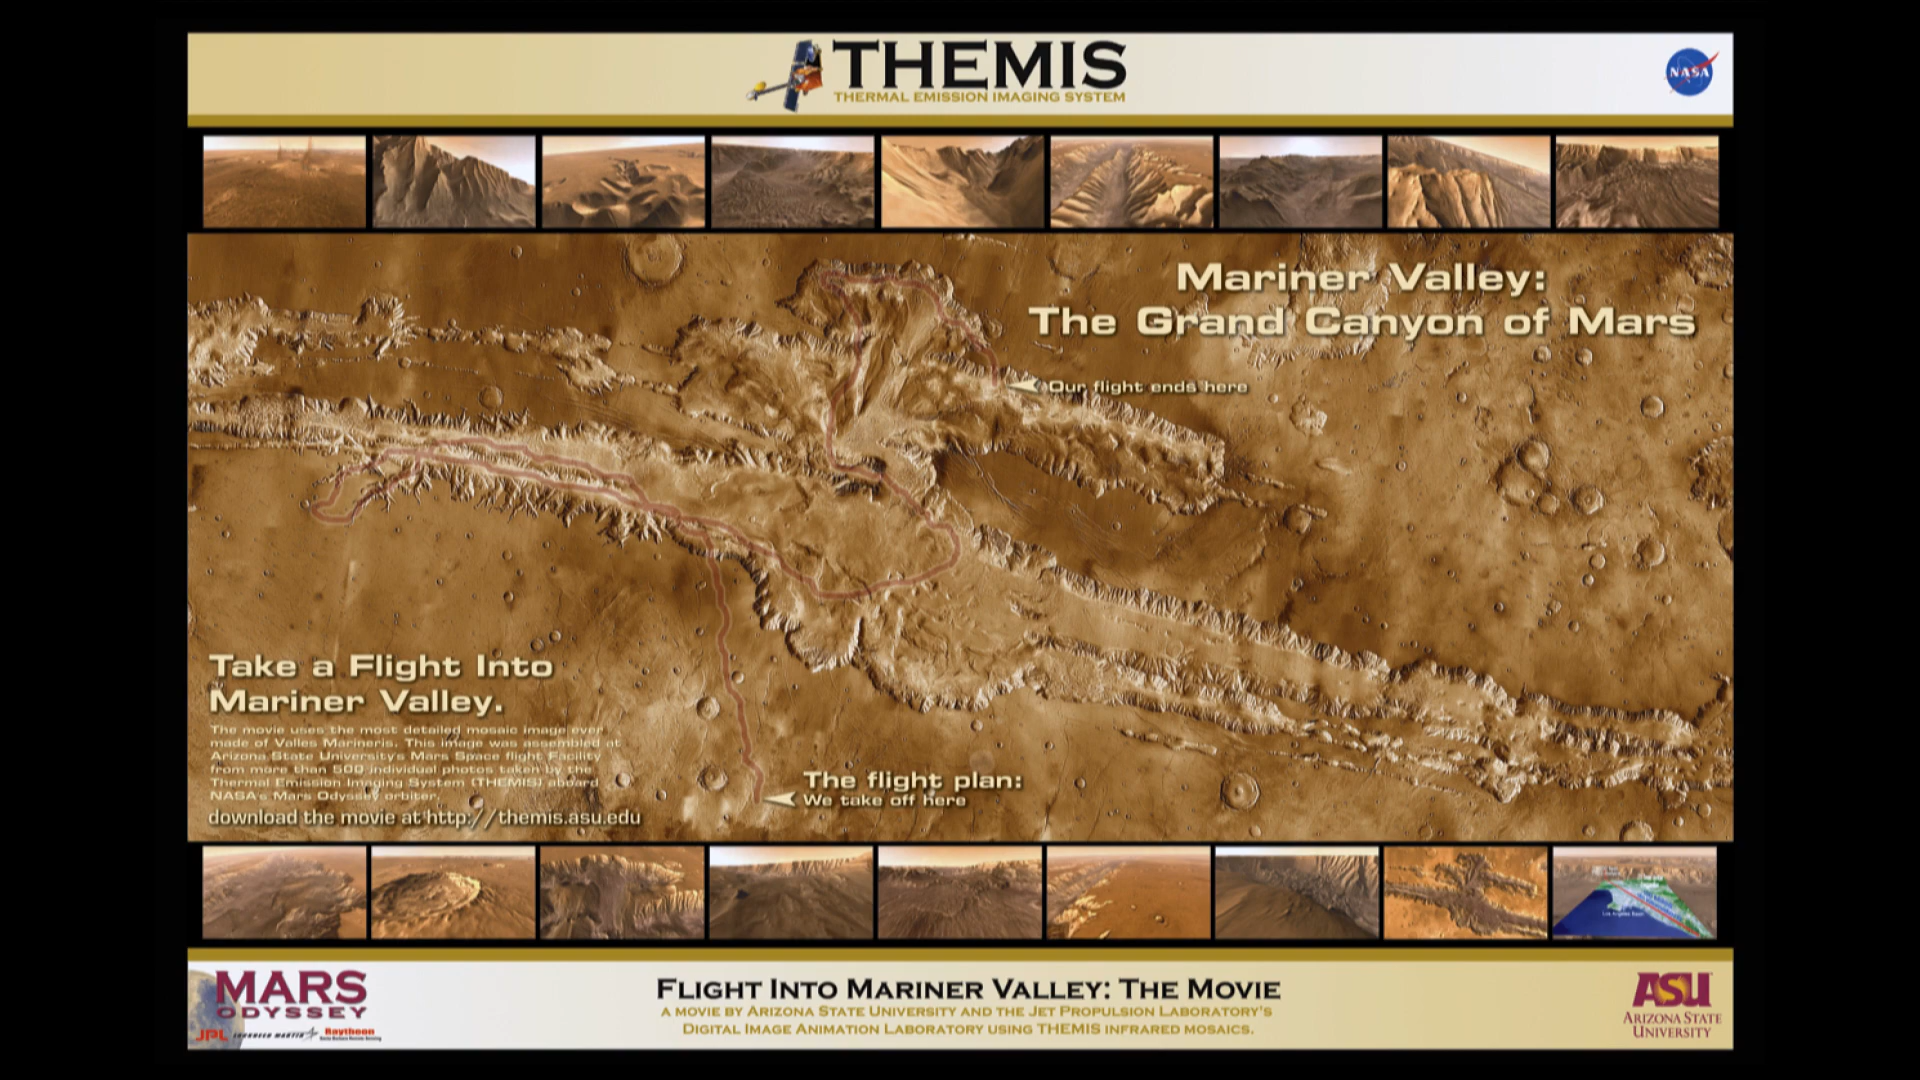 THEMIS
THERMAL EMISSION IMAGING SYSTEM
NASA
Mariner Valley:
The Grand Canyon of Mars
Our flight ends here
Take a Flight Into
Mariner Valley.
The movie uses the most detailed mosaic image ever
made of Valles Marineris. This image was assembled at
Arizona State University's Mars Space flight Facility
from more than 500 individual photos taken by the
Thermal Emission Imaging System (THEMIS) aboard
NASA's Mars Odyssey orbiter.
download the movie at http://themis.asu.edu
The flight plan:
We take off here
Los Angeles Basin
MARS
ODYSSEY
JPL LOCKHEED MARTIN Raytheon
FLIGHT INTO MARINER VALLEY: THE MOVIE
A MOVIE BY ARIZONA STATE UNIVERSITY AND THE JET PROPULSION LABORATORY'S
DIGITAL IMAGE ANIMATION LABORATORY USING THEMIS INFRARED MOSAICS.
ASU
ARIZONA STATE
UNIVERSITY